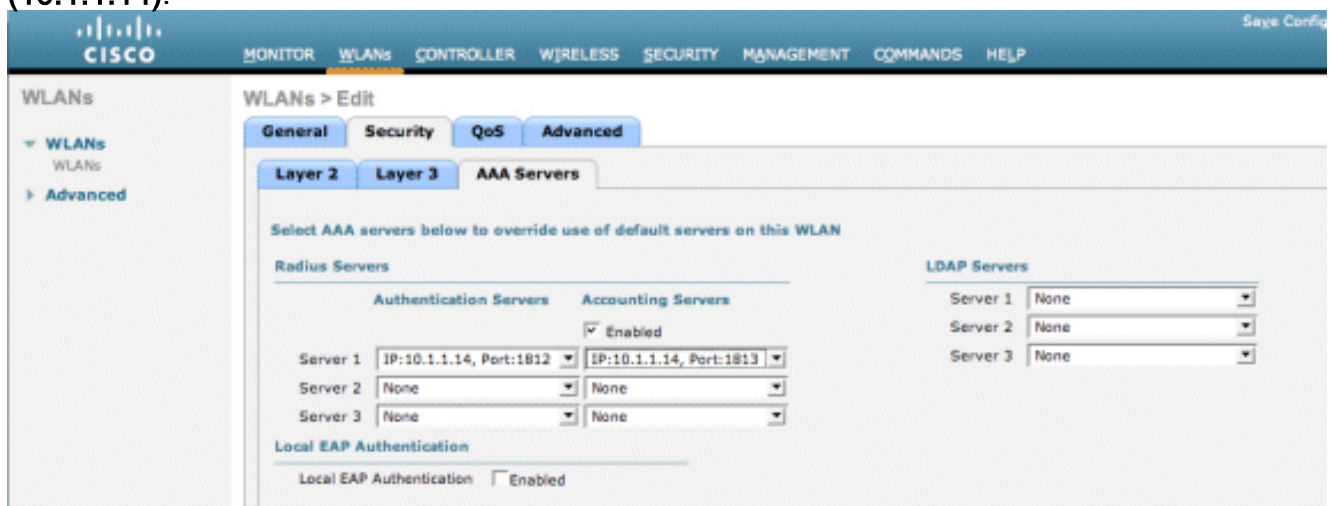 (10.1.1.14).
Save Config
CISCO
MONITOR WLANs CONTROLLER WIRELESS SECURITY MANAGEMENT COMMANDS HELP
WLANs
WLANs > Edit
General Security QoS Advanced
WLANs
WLANs
Layer 2 Layer 3 AAA Servers
Advanced
Select AAA servers below to override use of default servers on this WLAN
Radius Servers LDAP Servers
Authentication Servers Accounting Servers
Server 1 None
Enabled
Server 2 None
Server 1 IP:10.1.1.14, Port:1812 IP:10.1.1.14, Port:1813
Server 3 None
Server 2 None None
Server 3 None None
Local EAP Authentication
Local EAP Authentication Enabled